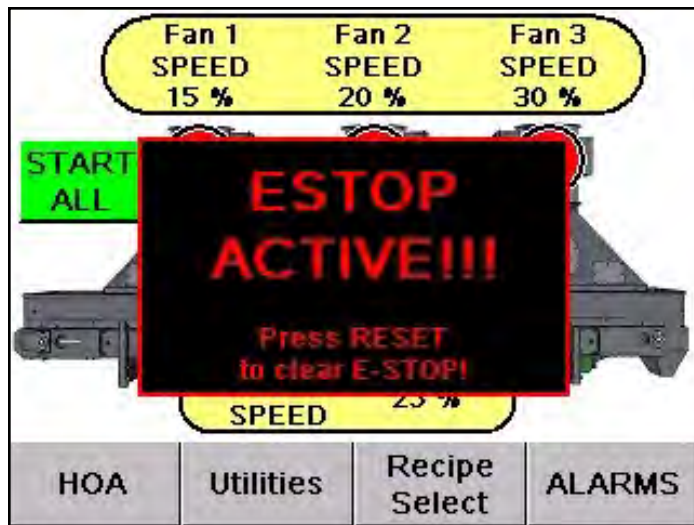 Fan 1 Fan 2 Fan 3
SPEED SPEED SPEED
15 % 20 % 30 %
START
ALL
ESTOP
ACTIVE!!!
Press RESET
to clear E-STOP!
SPEED
HOA Utilities Recipe Select ALARMS